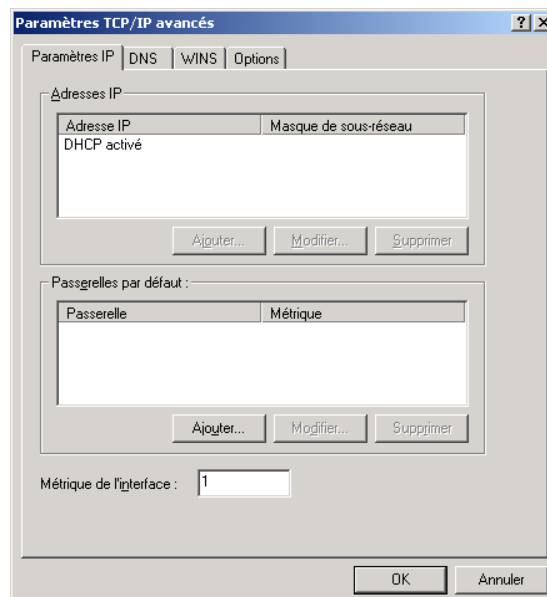 Paramètres TCP/IP avancés
Paramètres IP DNS WINS Options
Adresses IP
Adresse IP Masque de sous-réseau
DHCP activé
Ajouter... Modifier... Supprimer
Passerelles par défaut :
Passerelle Métrique
Ajouter... Modifier... Supprimer
Métrique de l'interface : 1
OK Annuler